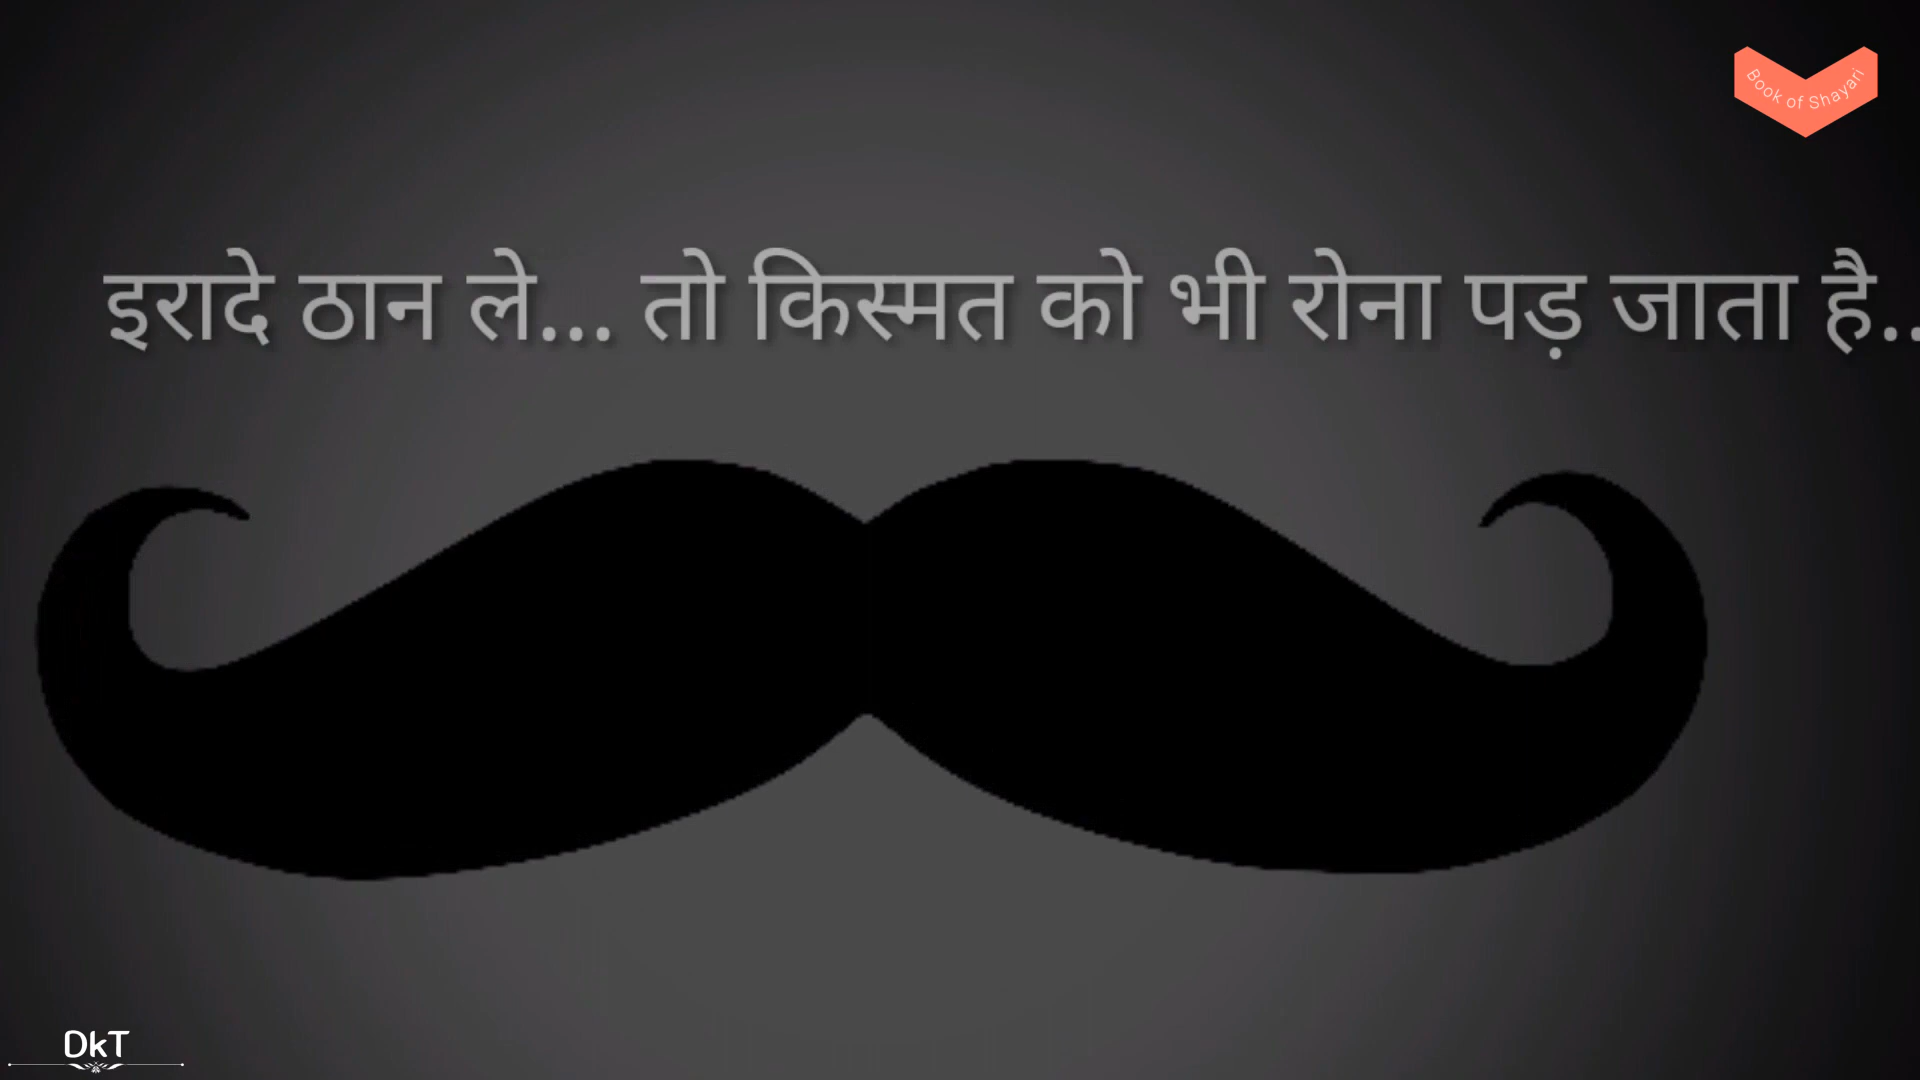 Book of Shayari
इरादे ठान ले... तो किस्मत को भी रोना पड़ जाता है..
DkT